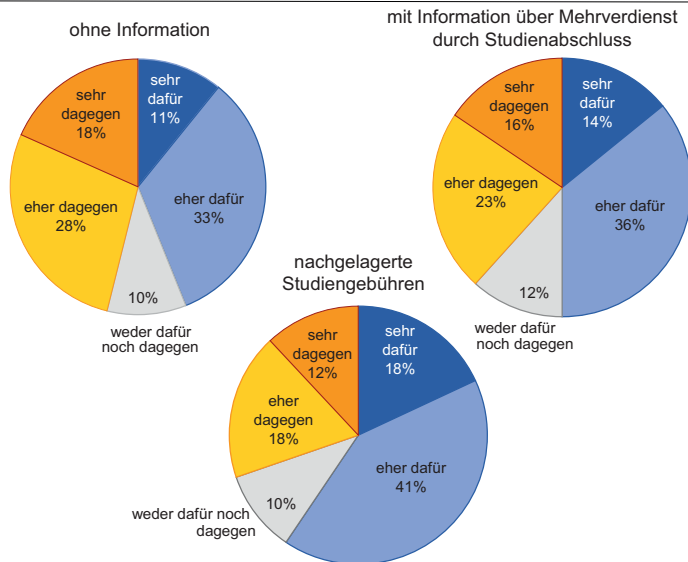 ohne Information
sehr
dafür
11%
eher dafür
33%
10%
weder dafür
noch dagegen
eher dagegen
28%
sehr
dagegen
18%
mit Information über Mehrverdienst
durch Studienabschluss
sehr
dafür
14%
eher dafür
36%
12%
weder dafür
noch dagegen
eher dagegen
23%
sehr
dagegen
16%
nachgelagerte
Studiengebühren
sehr
dafür
18%
eher dafür
41%
10%
weder dafür noch
dagegen
eher
dagegen
18%
sehr
dagegen
12%